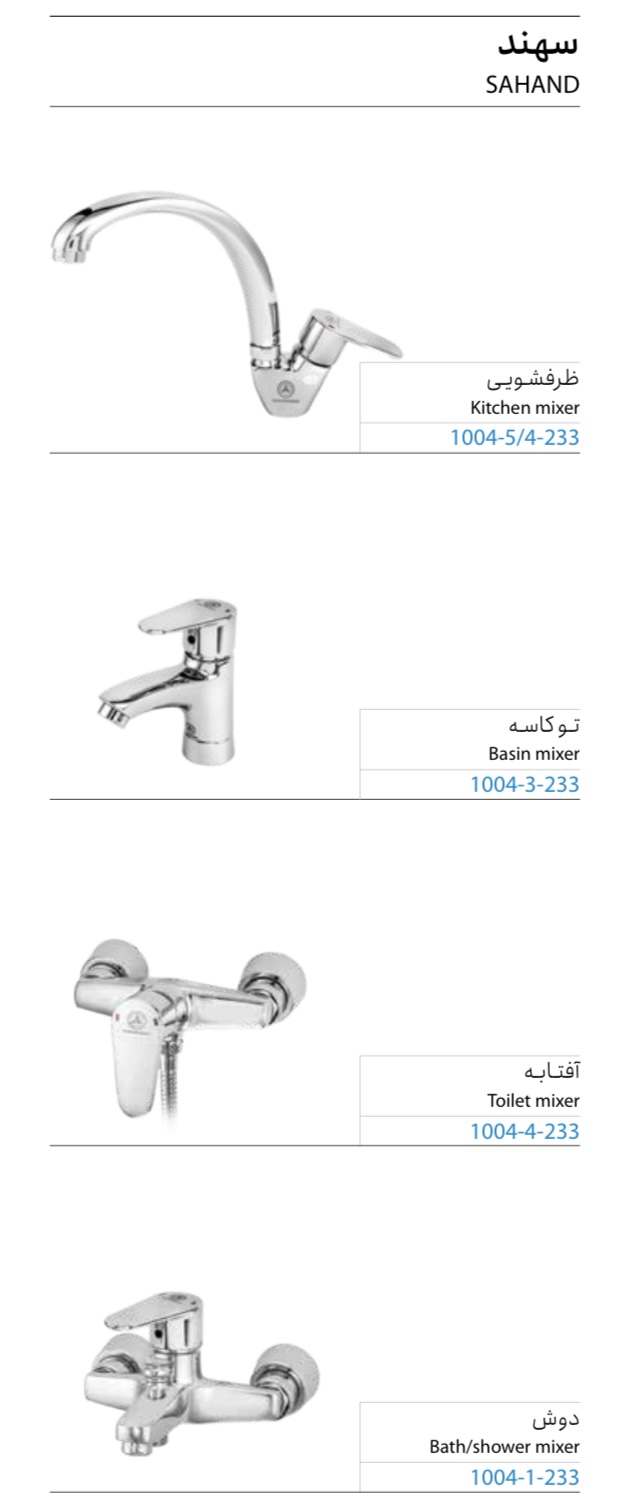 سهند
SAHAND
ظرفشویی
Kitchen mixer
1004-5/4-233
توکاسه
Basin mixer
1004-3-233
آفتابه
Toilet mixer
1004-4-233
دوش
Bath/shower mixer
1004-1-233